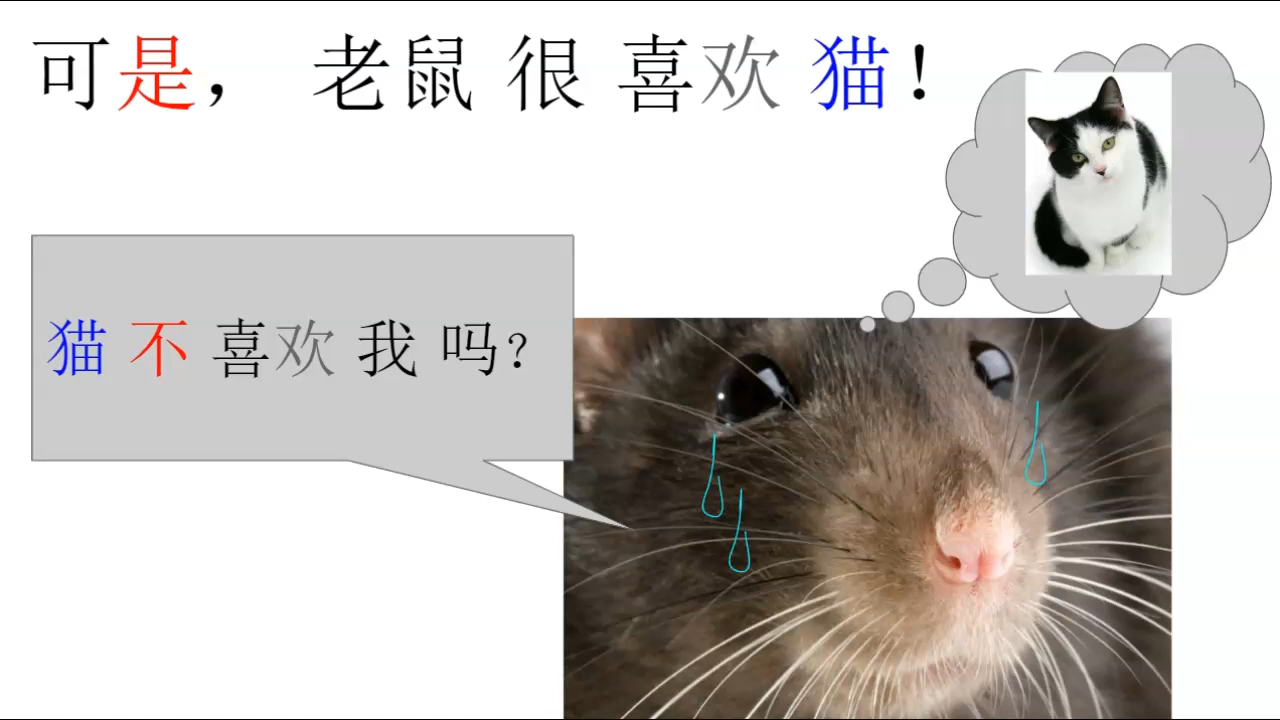 可是， 老鼠 很 喜欢 猫！
猫 不 喜欢 我 吗？